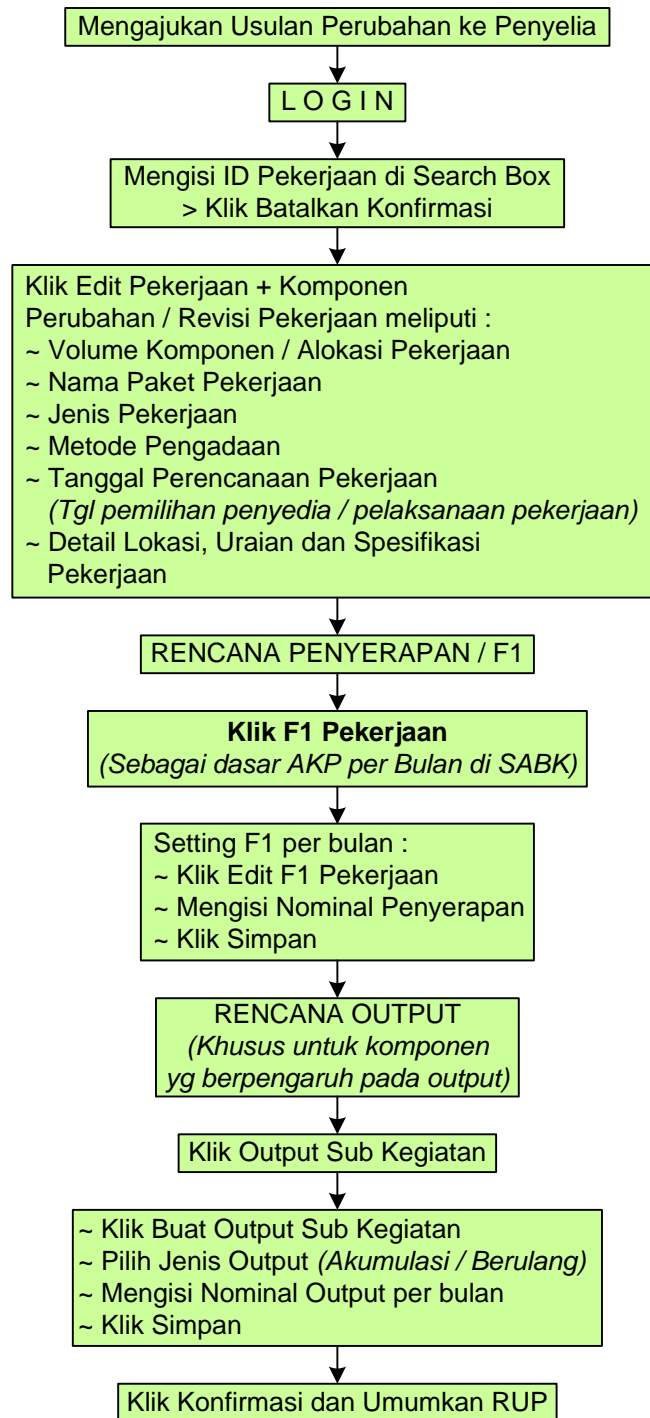 Mengajukan Usulan Perubahan ke Penyelia
L O G I N
Mengisi ID Pekerjaan di Search Box
> Klik Batalkan Konfirmasi
Klik Edit Pekerjaan + Komponen
Perubahan / Revisi Pekerjaan meliputi :
~ Volume Komponen / Alokasi Pekerjaan
~ Nama Paket Pekerjaan
~ Jenis Pekerjaan
~ Metode Pengadaan
~ Tanggal Perencanaan Pekerjaan
(Tgl pemilihan penyedia / pelaksanaan pekerjaan)
~ Detail Lokasi, Uraian dan Spesifikasi
Pekerjaan
RENCANA PENYERAPAN / F1
Klik F1 Pekerjaan
(Sebagai dasar AKP per Bulan di SABK)
Setting F1 per bulan :
~ Klik Edit F1 Pekerjaan
~ Mengisi Nominal Penyerapan
~ Klik Simpan
RENCANA OUTPUT
(Khusus untuk komponen
yg berpengaruh pada output)
Klik Output Sub Kegiatan
~ Klik Buat Output Sub Kegiatan
~ Pilih Jenis Output (Akumulasi / Berulang)
~ Mengisi Nominal Output per bulan
~ Klik Simpan
Klik Konfirmasi dan Umumkan RUP